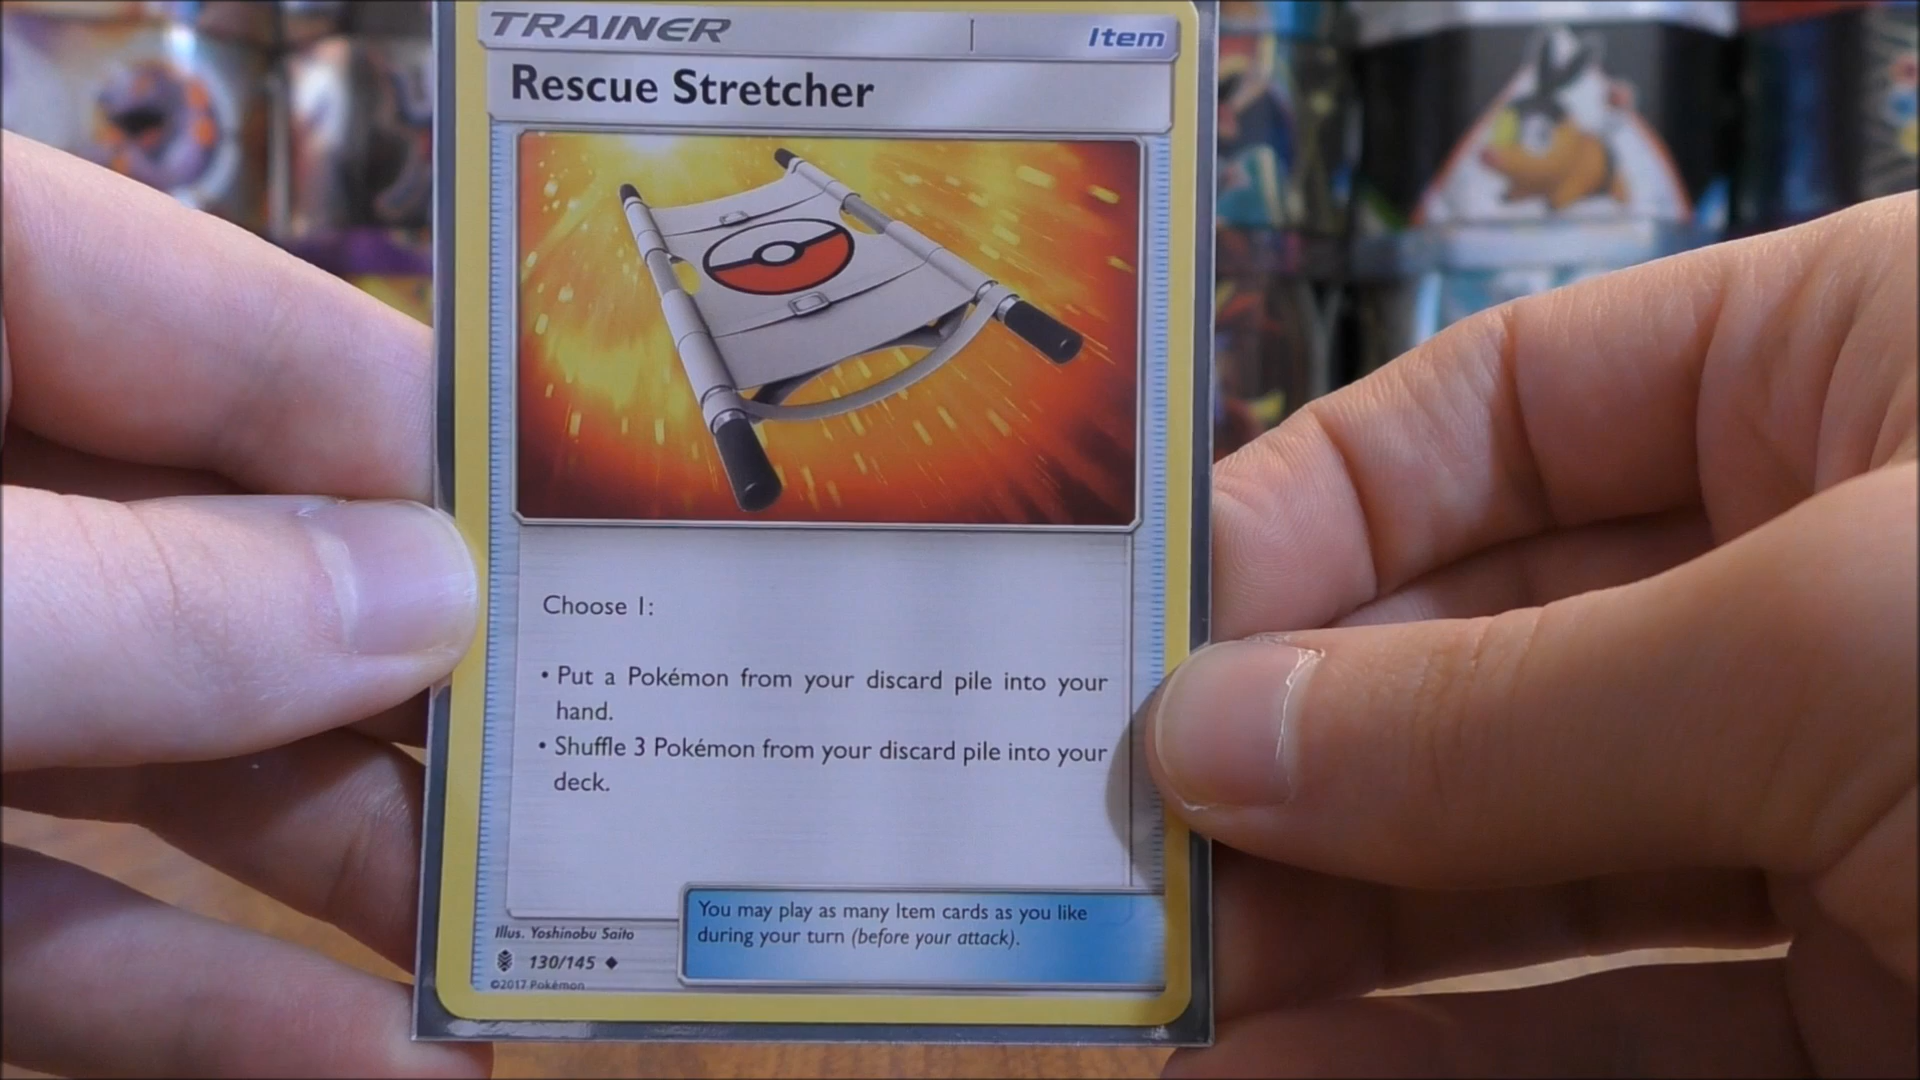 TRAINER Item
Rescue Stretcher
Choose 1:
• Put a Pokémon from your discard pile into your
hand.
• Shuffle 3 Pokémon from your discard pile into your
deck.
You may play as many Item cards as you like
during your turn (before your attack).
Illus. Yoshinobu Saito
130/145
©2017 Pokémon